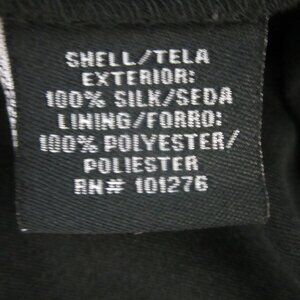 SHELL/TELA
EXTERIOR:
100% SILK/SEDA
LINING/FORRO:
100% POLYESTER/
POLIESTER
RN# 101276